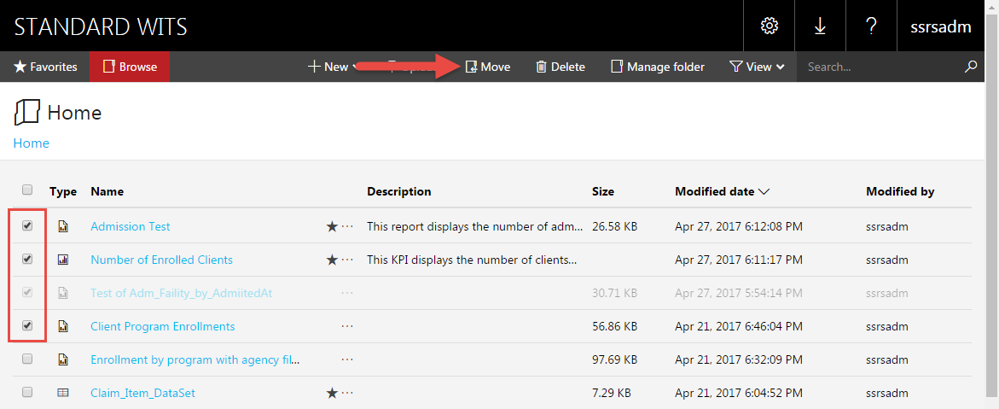 STANDARD WITS ? ssrsadm
Favorites Browse New Move Delete Manage folder View Search...
Home
Home
Type Name Description Size Modified date Modified by
Admission Test ... This report displays the number of adm... 26.58 KB Apr 27, 2017 6:12:08 PM ssrsadm
Number of Enrolled Clients ... This KPI displays the number of clients... Apr 27, 2017 6:11:17 PM ssrsadm
Test of Adm_Faility_by_AdmiitedAt ... 30.71 KB Apr 27, 2017 5:54:14 PM ssrsadm
Client Program Enrollments ... 56.86 KB Apr 21, 2017 6:46:04 PM ssrsadm
Enrollment by program with agency fil... ... 97.69 KB Apr 21, 2017 6:32:09 PM ssrsadm
Claim_Item_DataSet ... 7.29 KB Apr 21, 2017 6:04:52 PM ssrsadm